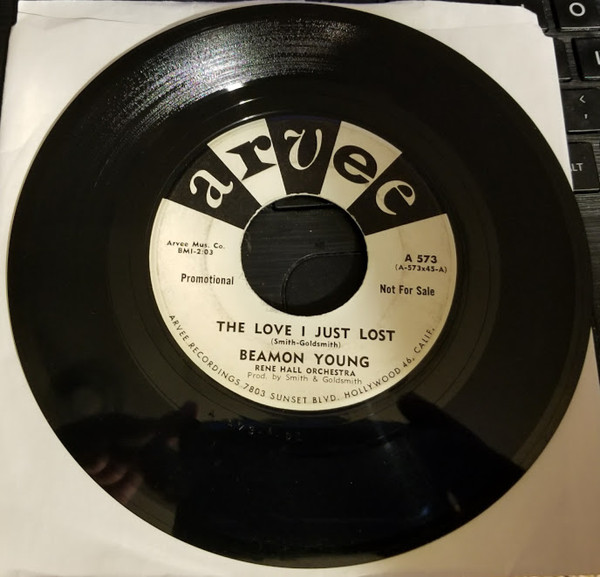 arvee
Arvee Mus. Co.
BMI-2:03
A 573
(A-573x45-A)
Promotional
Not For Sale
THE LOVE I JUST LOST
(Smith-Goldsmith)
BEAMON YOUNG
RENE HALL ORCHESTRA
Prod. by Smith & Goldsmith
ARVEE RECORDINGS, 7803 SUNSET BLVD. HOLLYWOOD 46, CALIF.
O
ALT